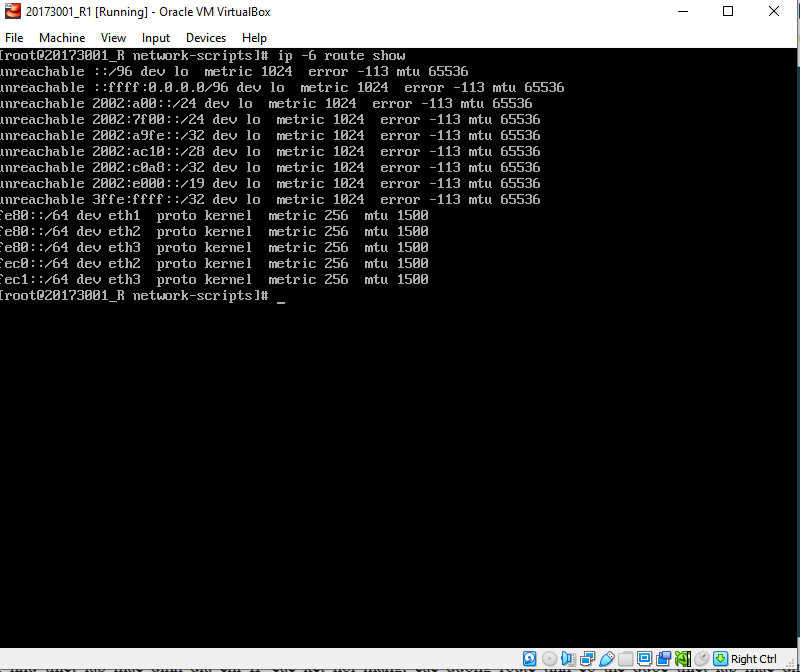 20173001_R1 [Running] - Oracle VM VirtualBox
File Machine View Input Devices Help
[root@20173001_R network-scripts]# ip -6 route show
unreachable ::/96 dev lo  metric 1024  error -113 mtu 65536
unreachable ::ffff:0.0.0.0/96 dev lo  metric 1024  error -113 mtu 65536
unreachable 2002:a00::/24 dev lo  metric 1024  error -113 mtu 65536
unreachable 2002:7f00::/24 dev lo  metric 1024  error -113 mtu 65536
unreachable 2002:a9fe::/32 dev lo  metric 1024  error -113 mtu 65536
unreachable 2002:ac10::/28 dev lo  metric 1024  error -113 mtu 65536
unreachable 2002:c0a8::/32 dev lo  metric 1024  error -113 mtu 65536
unreachable 2002:e000::/19 dev lo  metric 1024  error -113 mtu 65536
unreachable 3ffe:ffff::/32 dev lo  metric 1024  error -113 mtu 65536
fe80::/64 dev eth1  proto kernel  metric 256  mtu 1500
fe80::/64 dev eth2  proto kernel  metric 256  mtu 1500
fe80::/64 dev eth3  proto kernel  metric 256  mtu 1500
fec0::/64 dev eth2  proto kernel  metric 256  mtu 1500
fec1::/64 dev eth3  proto kernel  metric 256  mtu 1500
[root@20173001_R network-scripts]# _
Right Ctrl